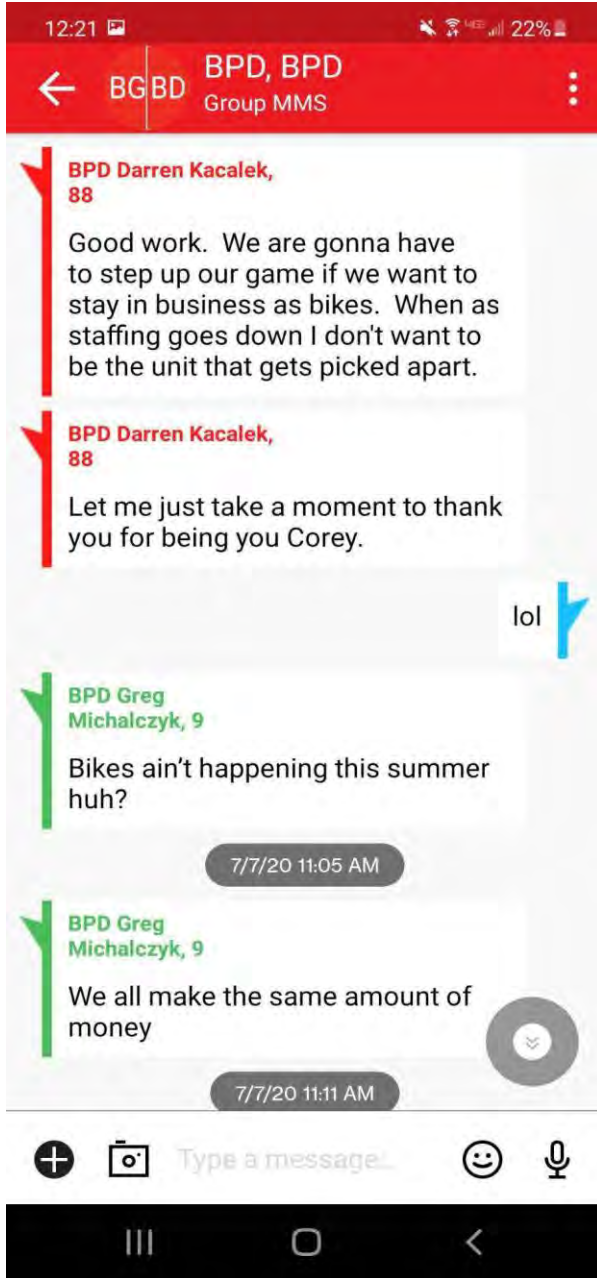 12:21 22%
BG BD BPD, BPD
Group MMS
BPD Darren Kacalek,
88
Good work. We are gonna have
to step up our game if we want to
stay in business as bikes. When as
staffing goes down I don't want to
be the unit that gets picked apart.
BPD Darren Kacalek,
88
Let me just take a moment to thank
you for being you Corey.
lol
BPD Greg
Michalczyk, 9
Bikes ain't happening this summer
huh?
7/7/20 11:05 AM
BPD Greg
Michalczyk, 9
We all make the same amount of
money
7/7/20 11:11 AM
Type a message...